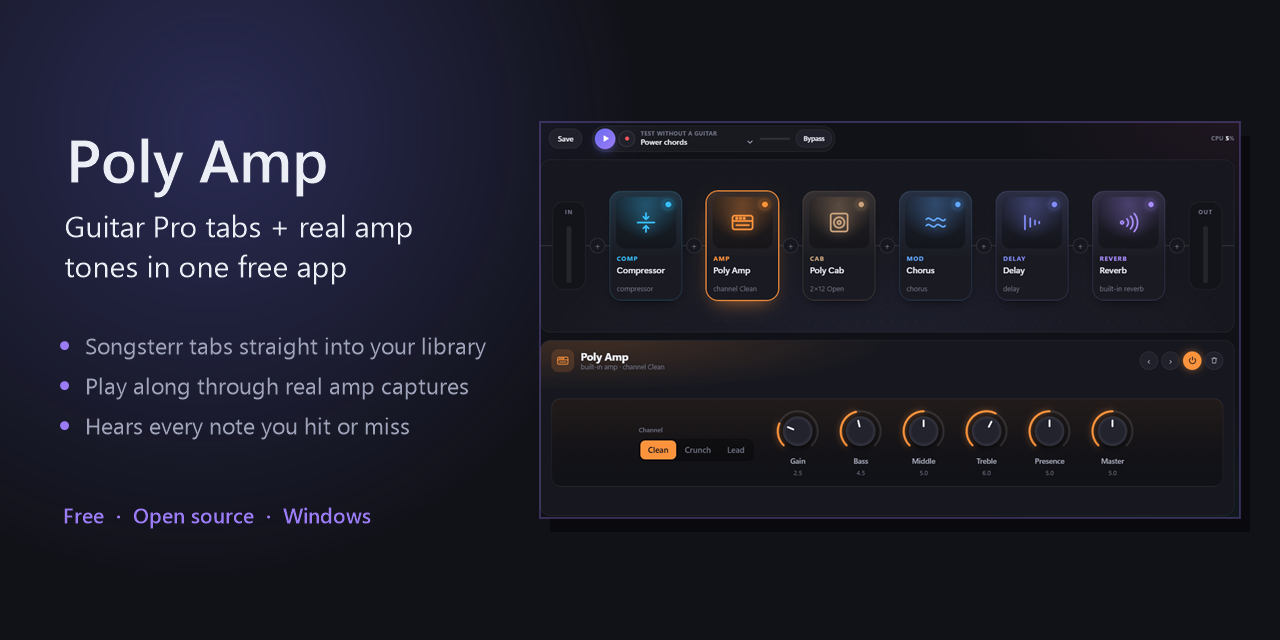 Poly Amp
Guitar Pro tabs + real amp
tones in one free app
Songsterr tabs straight into your library
Play along through real amp captures
Hears every note you hit or miss
Free · Open source · Windows
Save
TEST WITHOUT A GUITAR
Power chords
Bypass
CPU 5%
IN
COMP
Compressor
compressor
AMP
Poly Amp
channel Clean
CAB
Poly Cab
2×12 Open
MOD
Chorus
chorus
DELAY
Delay
delay
REVERB
Reverb
built-in reverb
OUT
Poly Amp
built-in amp · channel Clean
Channel
Clean Crunch Lead
Gain Bass Middle Treble Presence Master
2.5 4.5 5.0 6.0 5.0 5.0